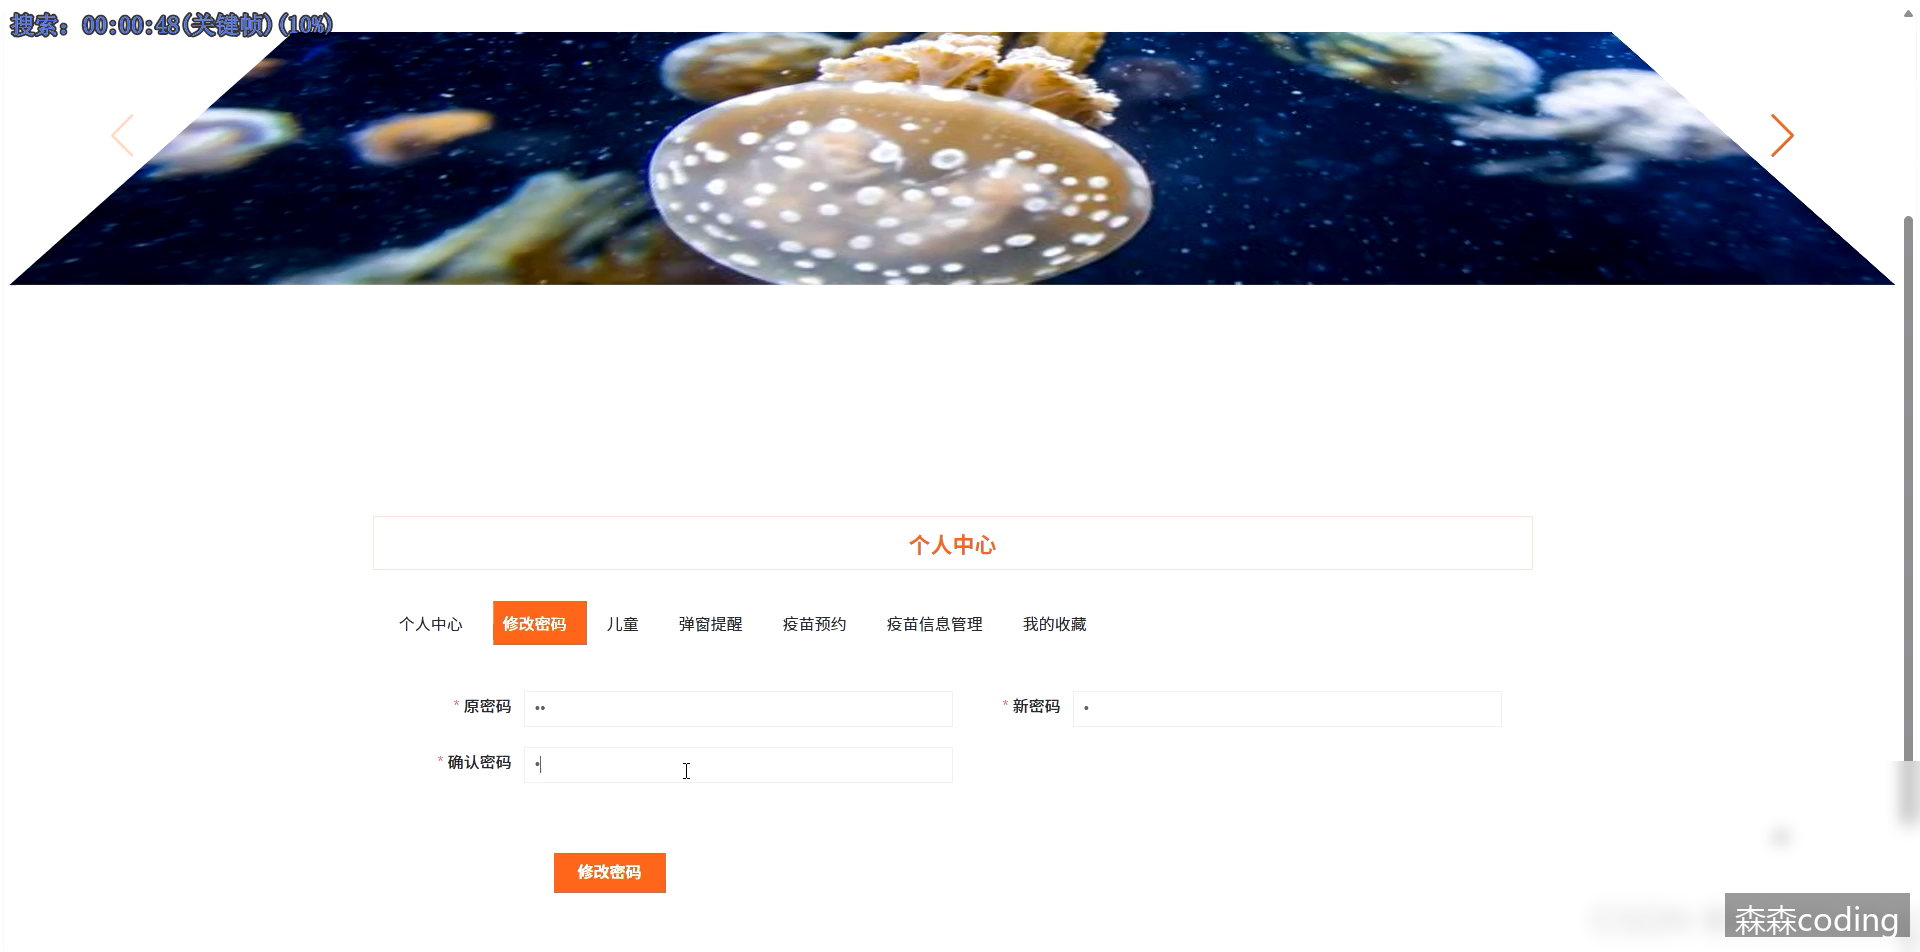 搜索: 00:00:48(关键帧)(10%)
个人中心
个人中心 修改密码 儿童 弹窗提醒 疫苗预约 疫苗信息管理 我的收藏
* 原密码 •• * 新密码 •
* 确认密码 •
修改密码
森森coding